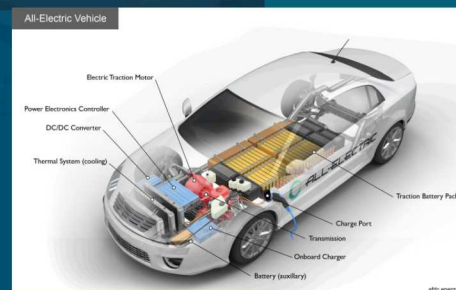 All-Electric Vehicle
Electric Traction Motor
Power Electronics Controller
DC/DC Converter
Thermal System (cooling)
ALL-ELECTRIC
Traction Battery Pack
Charge Port
Transmission
Onboard Charger
Battery (auxillary)